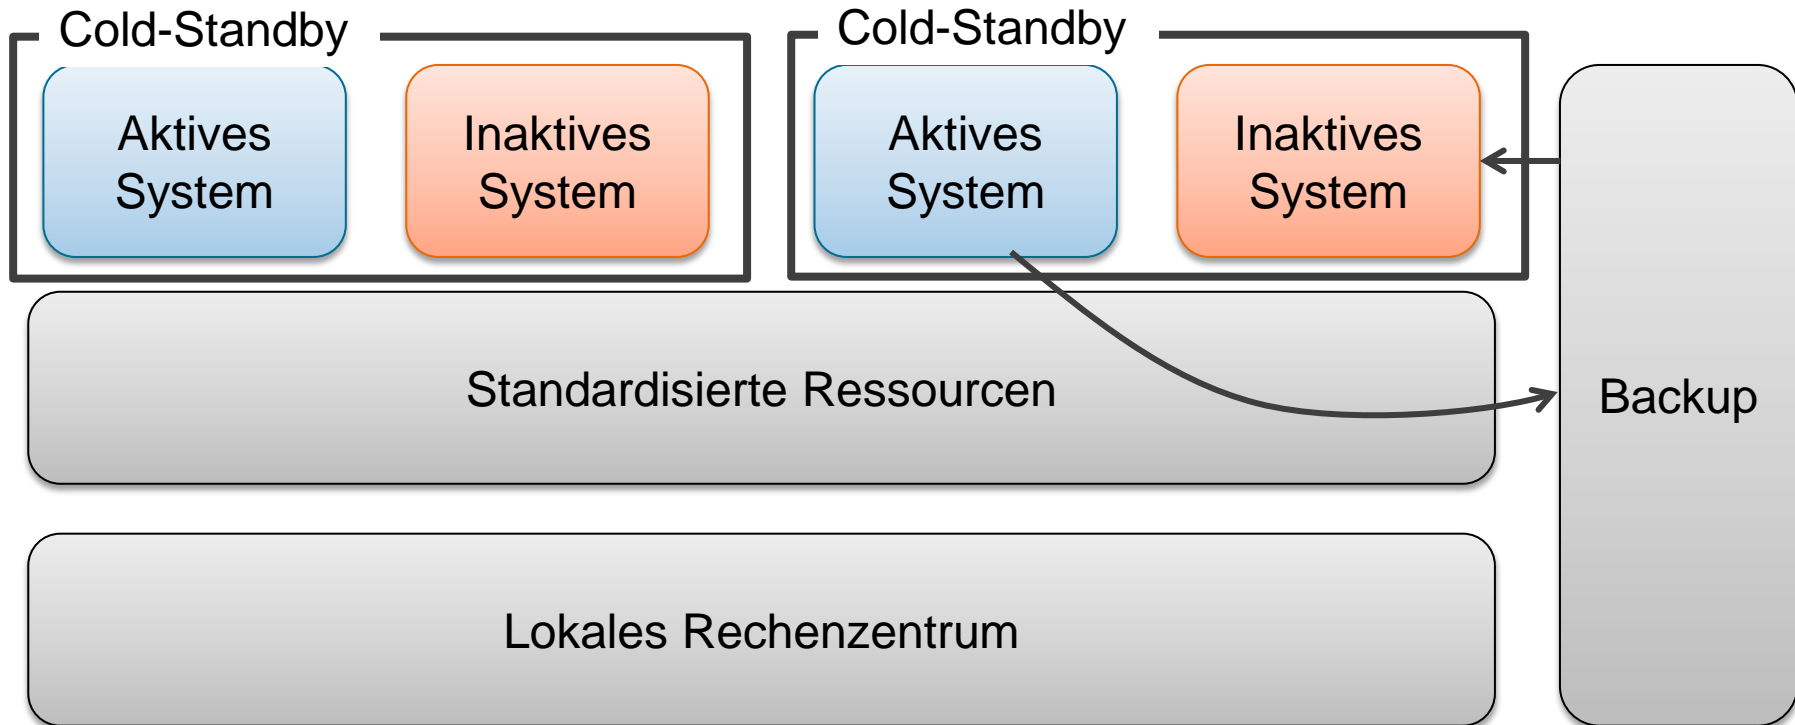 Cold-Standby
Aktives
System
Inaktives
System
Cold-Standby
Aktives
System
Inaktives
System
Standardisierte Ressourcen
Backup
Lokales Rechenzentrum